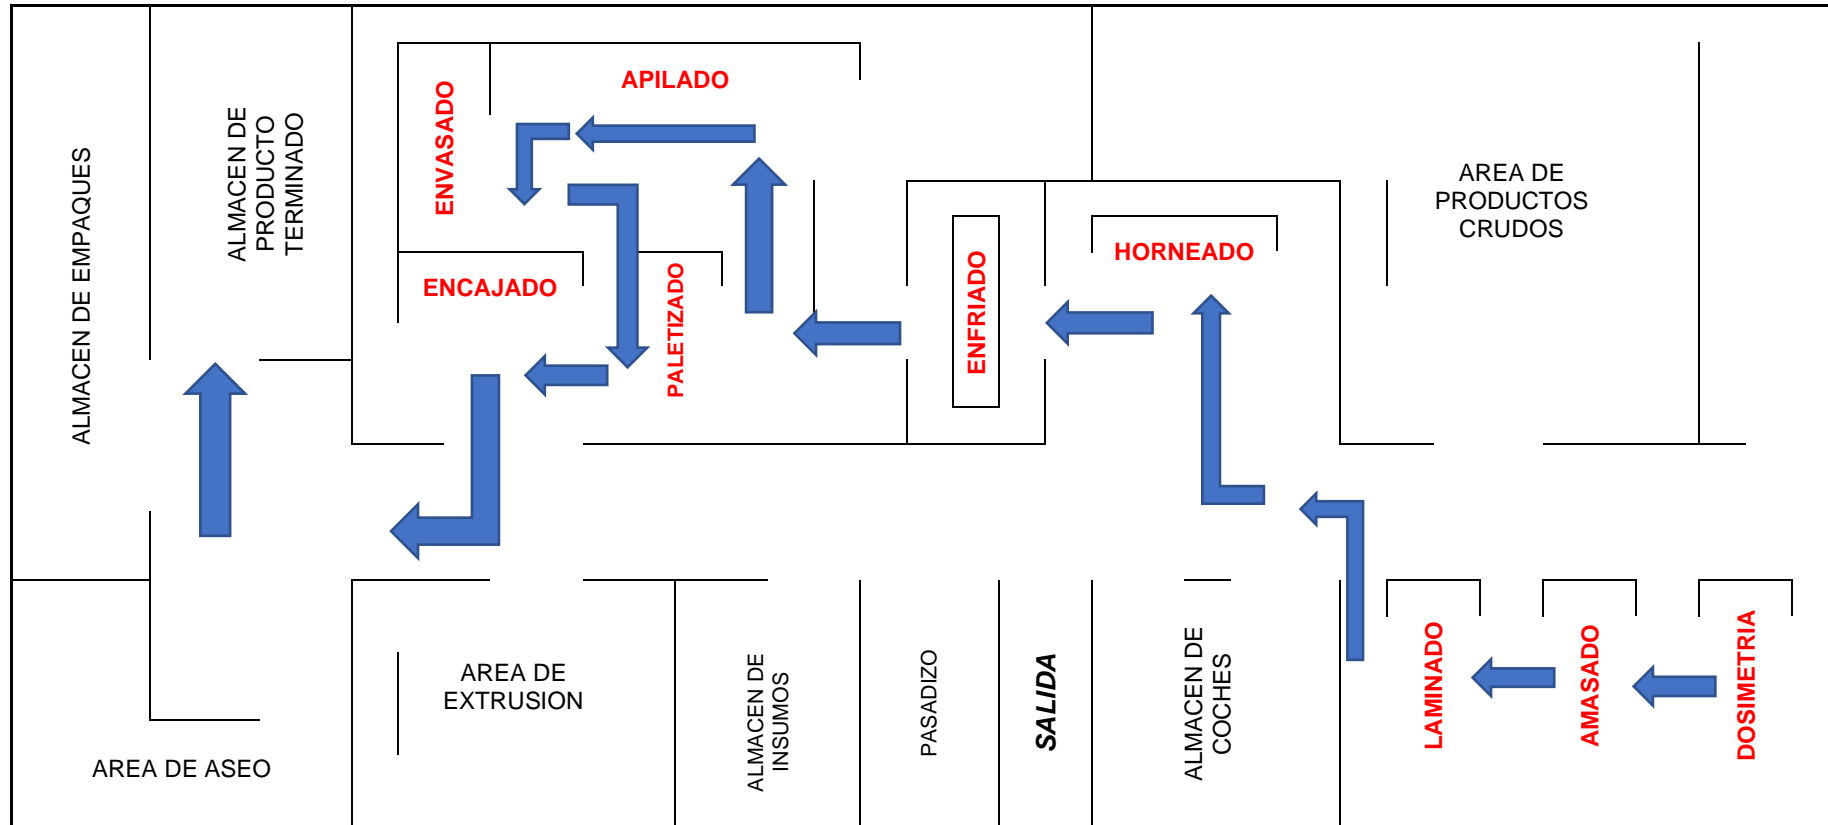 ALMACEN DE EMPAQUES
ALMACEN DE
PRODUCTO
TERMINADO
ENVASADO
APILADO
ENCAJADO
PALETIZADO
ENFRIADO
HORNEADO
AREA DE
PRODUCTOS
CRUDOS
AREA DE ASEO
AREA DE
EXTRUSION
ALMACEN DE
INSUMOS
PASADIZO
SALIDA
ALMACEN DE
COCHES
LAMINADO
AMASADO
DOSIMETRIA